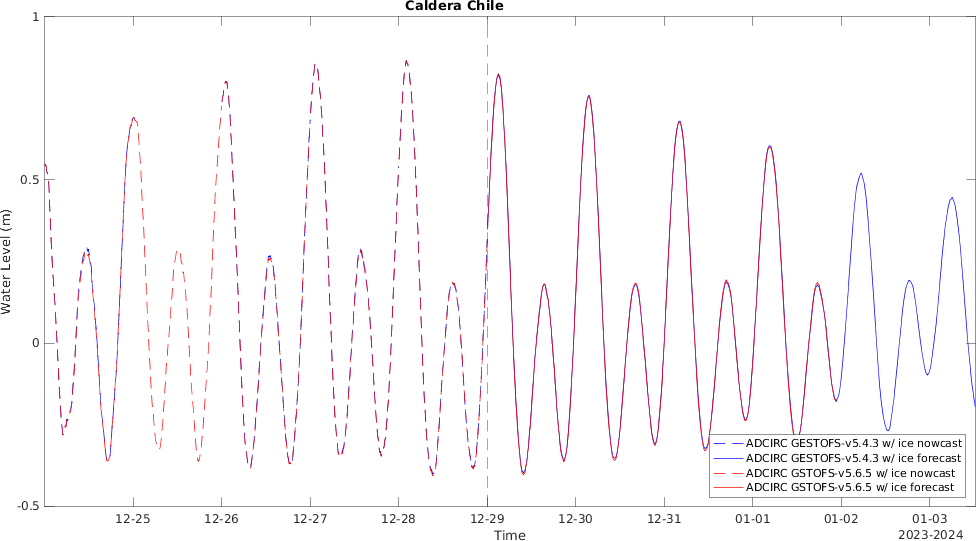 Caldera Chile
1
0.5
0
-0.5
Water Level (m)
12-25 12-26 12-27 12-28 12-29 12-30 12-31 01-01 01-02 01-03
Time
2023-2024
ADCIRC GESTOFS-v5.4.3 w/ ice nowcast
ADCIRC GESTOFS-v5.4.3 w/ ice forecast
ADCIRC GSTOFS-v5.6.5 w/ ice nowcast
ADCIRC GSTOFS-v5.6.5 w/ ice forecast